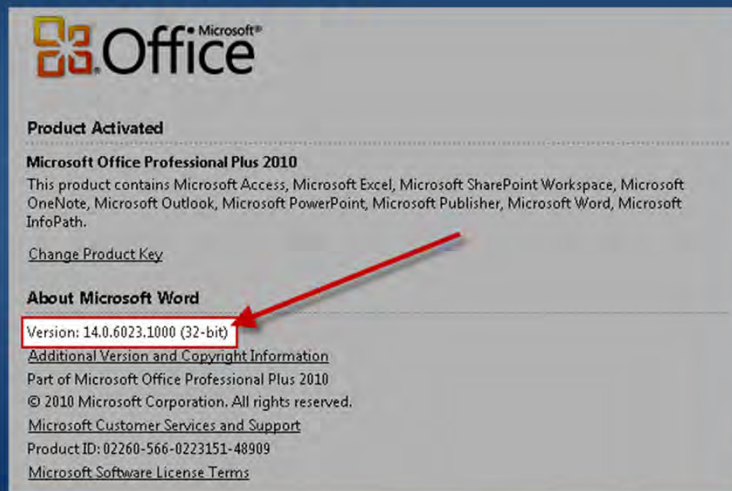 Microsoft®
Office
Product Activated
Microsoft Office Professional Plus 2010
This product contains Microsoft Access, Microsoft Excel, Microsoft SharePoint Workspace, Microsoft
OneNote, Microsoft Outlook, Microsoft PowerPoint, Microsoft Publisher, Microsoft Word, Microsoft
InfoPath.
Change Product Key
About Microsoft Word
Version: 14.0.6023.1000 (32-bit)
Additional Version and Copyright Information
Part of Microsoft Office Professional Plus 2010
© 2010 Microsoft Corporation. All rights reserved.
Microsoft Customer Services and Support
Product ID: 02260-566-0223151-48909
Microsoft Software License Terms